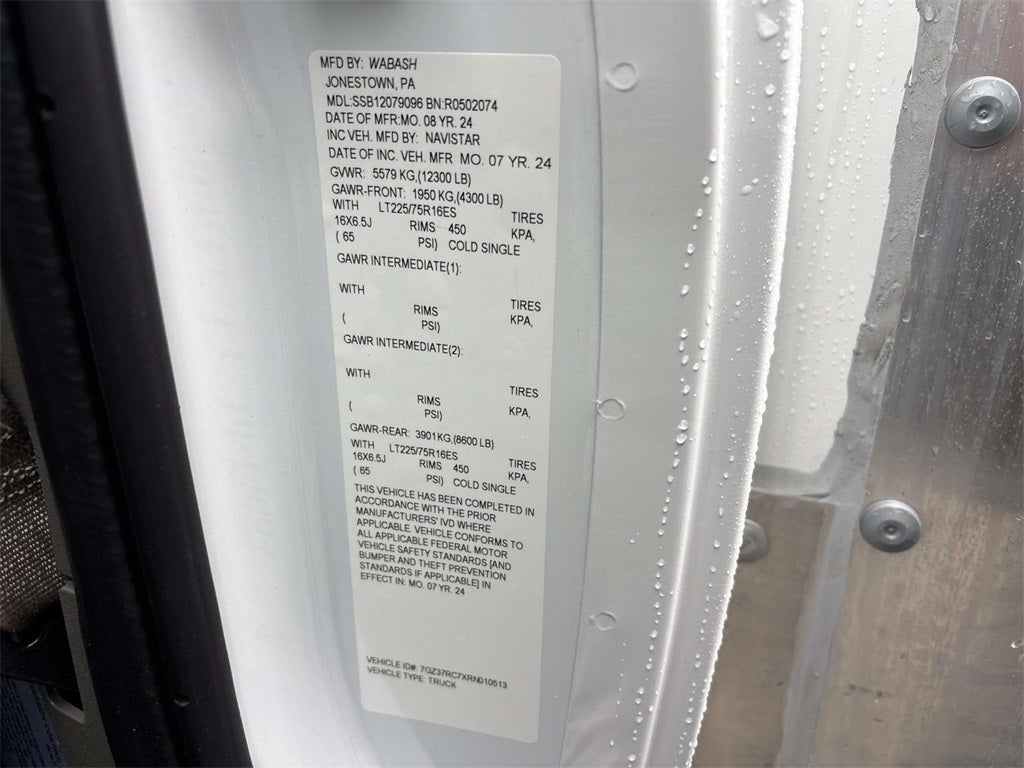 MFD BY: WABASH
JONESTOWN, PA
MDL:SSB12079096 BN:R0502074
DATE OF MFR:MO. 08 YR. 24
INC VEH. MFD BY: NAVISTAR
DATE OF INC. VEH. MFR MO. 07 YR. 24
GVWR: 5579 KG,(12300 LB)
GAWR-FRONT: 1950 KG,(4300 LB)
WITH LT225/75R16ES TIRES
16X6.5J RIMS 450 KPA,
( 65 PSI) COLD SINGLE
GAWR INTERMEDIATE(1):
WITH TIRES
RIMS KPA,
( PSI)
GAWR INTERMEDIATE(2):
WITH TIRES
RIMS KPA,
( PSI)
GAWR-REAR: 3901 KG,(8600 LB)
WITH LT225/75R16ES TIRES
16X6.5J RIMS 450 KPA,
( 65 PSI) COLD SINGLE
THIS VEHICLE HAS BEEN COMPLETED IN
ACCORDANCE WITH THE PRIOR
MANUFACTURERS' IVD WHERE
APPLICABLE. VEHICLE CONFORMS TO
ALL APPLICABLE FEDERAL MOTOR
VEHICLE SAFETY STANDARDS [AND
BUMPER AND THEFT PREVENTION
STANDARDS IF APPLICABLE] IN
EFFECT IN: MO. 07 YR. 24
VEHICLE ID#: 7GZ37RC7XRN010513
VEHICLE TYPE: TRUCK